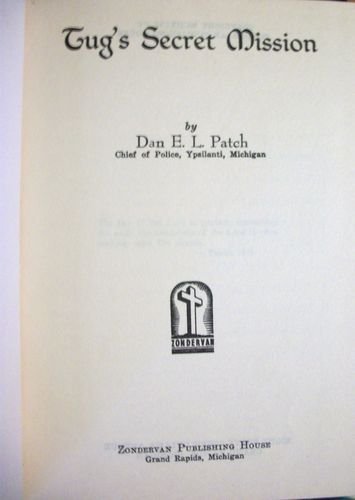 Tug's Secret Mission
by
Dan E. L. Patch
Chief of Police, Ypsilanti, Michigan
ZONDERVAN
Zondervan Publishing House
Grand Rapids, Michigan